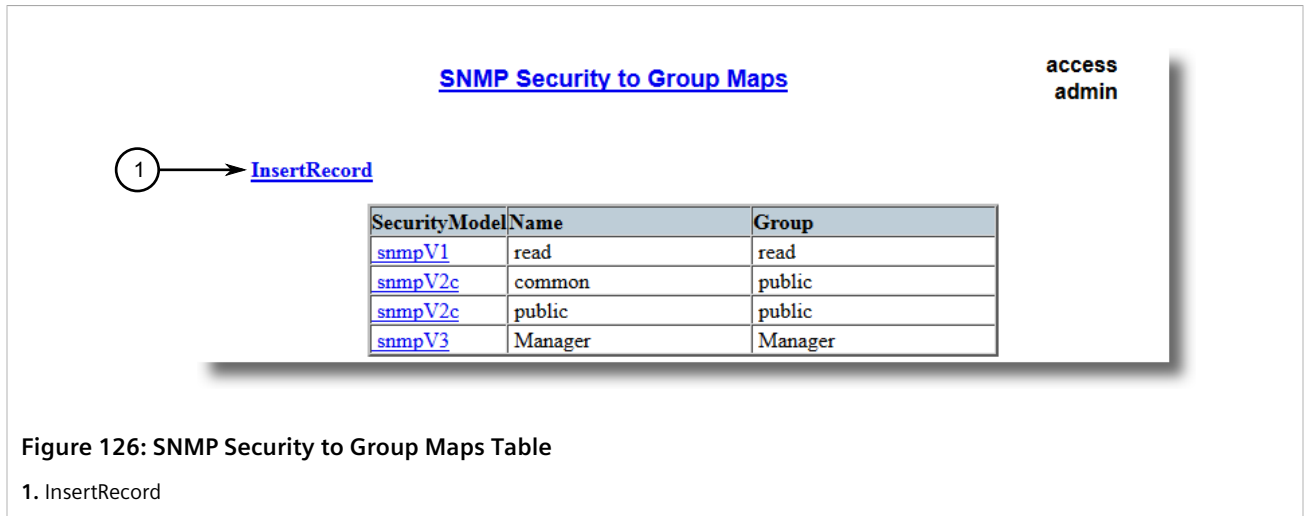 SNMP Security to Group Maps
access
admin
1
InsertRecord
SecurityModel Name Group
snmpV1 read read
snmpV2c common public
snmpV2c public public
snmpV3 Manager Manager
Figure 126: SNMP Security to Group Maps Table
1. InsertRecord